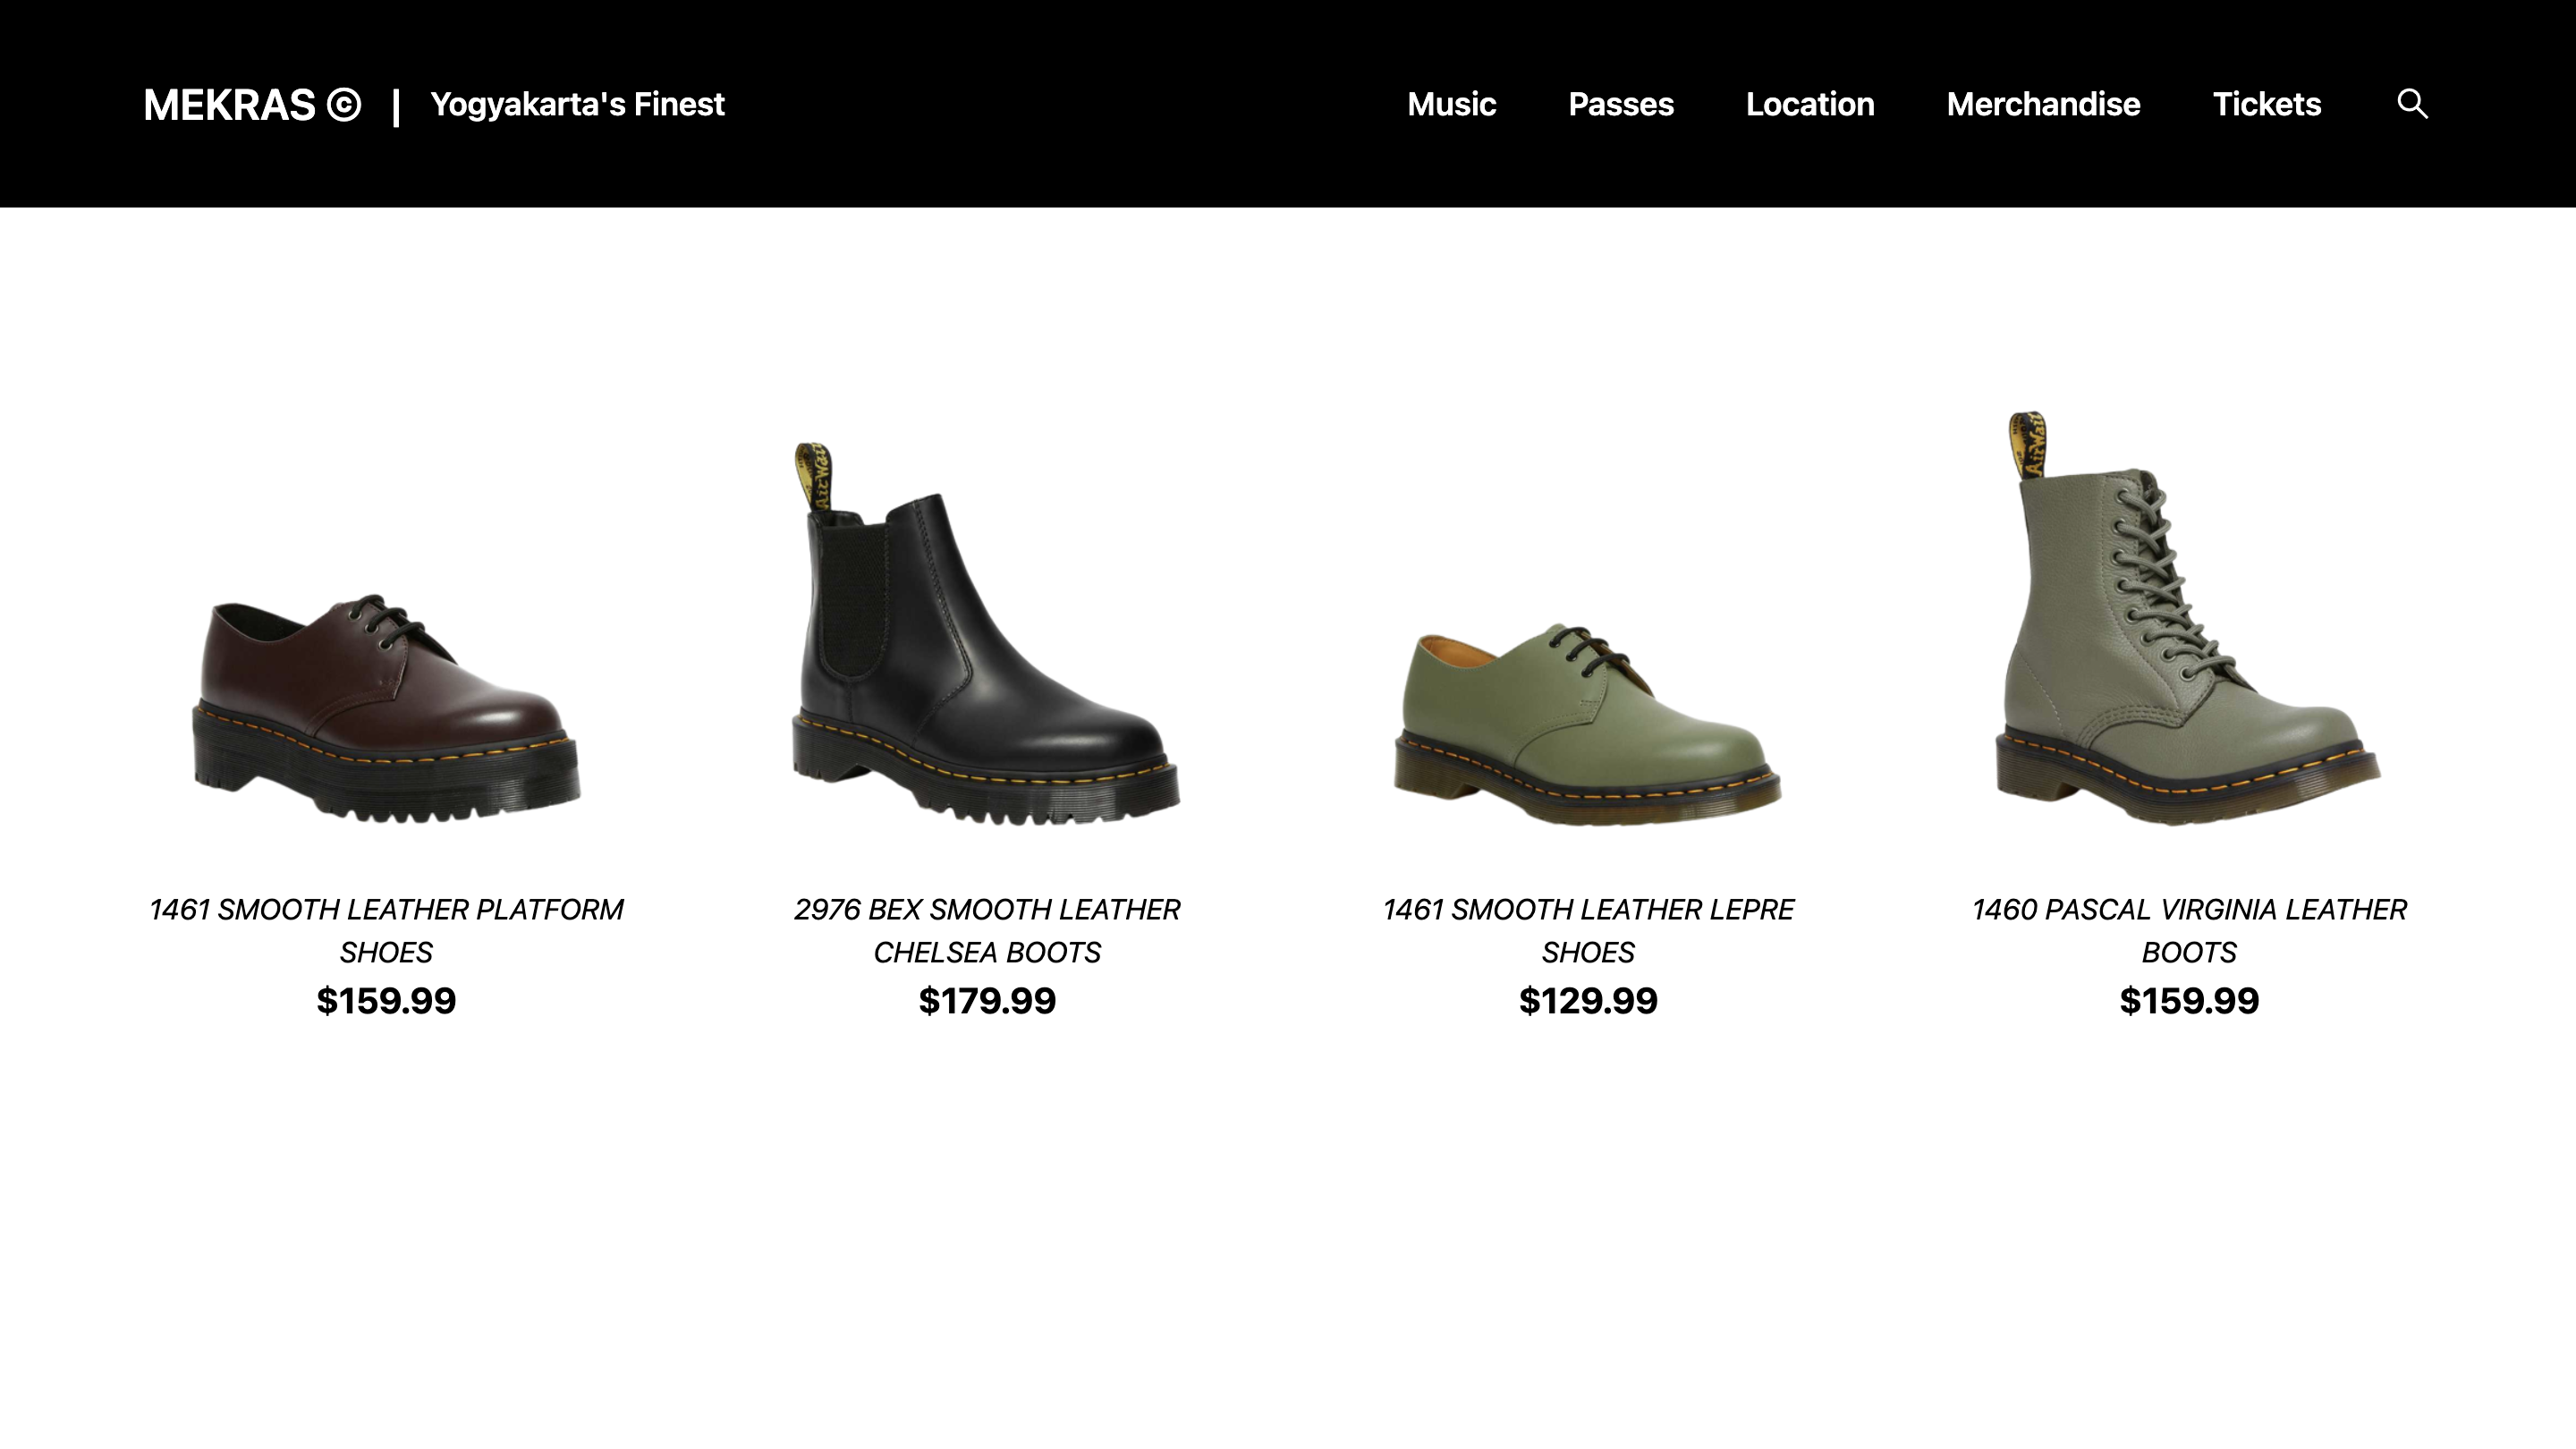 MEKRAS © | Yogyakarta's Finest
Music Passes Location Merchandise Tickets
AirWair
AirWair
1461 SMOOTH LEATHER PLATFORM
SHOES
$159.99
2976 BEX SMOOTH LEATHER
CHELSEA BOOTS
$179.99
1461 SMOOTH LEATHER LEPRE
SHOES
$129.99
1460 PASCAL VIRGINIA LEATHER
BOOTS
$159.99